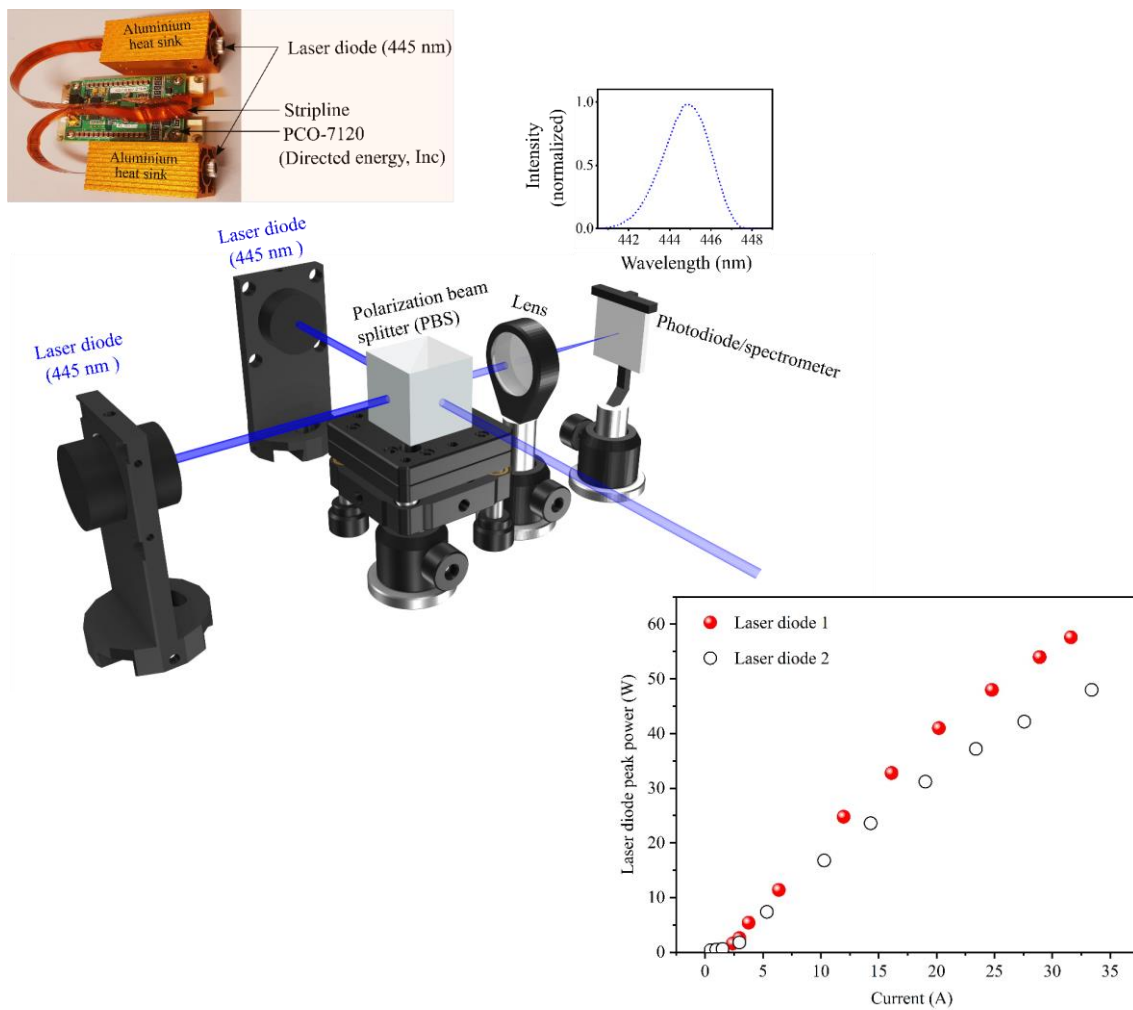 Aluminium
heat sink
Laser diode (445 nm)
Stripline
PCO-7120
(Directed energy, Inc)
Aluminium
heat sink
1.0
0.5
0.0
Intensity
(normalized)
442 444 446 448
Wavelength (nm)
Laser diode
(445 nm )
Laser diode
(445 nm )
Polarization beam
splitter (PBS)
Lens
Photodiode/spectrometer
Laser diode 1
Laser diode 2
60
50
40
30
20
10
0
Laser diode peak power (W)
0 5 10 15 20 25 30 35
Current (A)